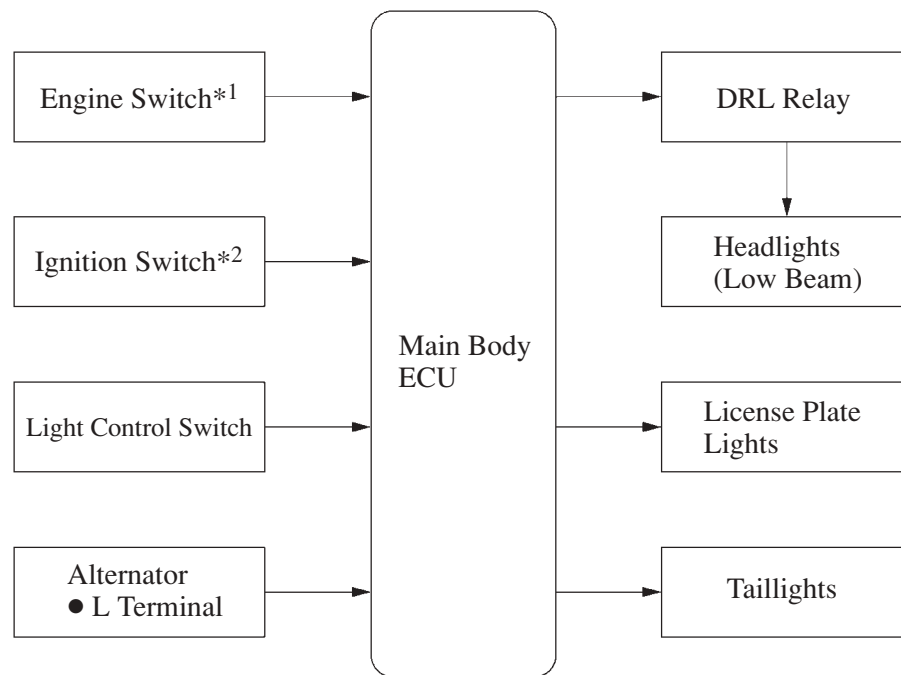 Engine Switch*1
Ignition Switch*2
Light Control Switch
Alternator
● L Terminal
Main Body
ECU
DRL Relay
Headlights
(Low Beam)
License Plate
Lights
Taillights